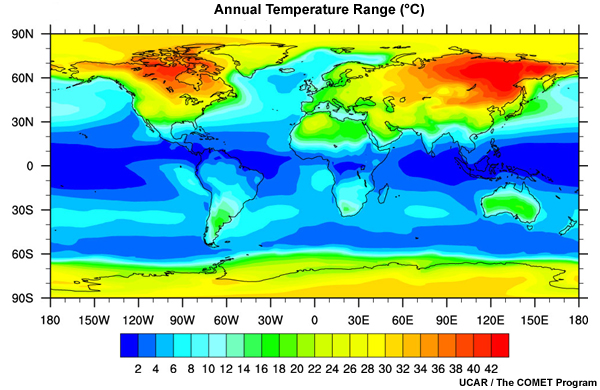 Annual Temperature Range (°C)
90N
60N
30N
0
30S
60S
90S
180 150W 120W 90W 60W 30W 0 30E 60E 90E 120E 150E 180
2 4 6 8 10 12 14 16 18 20 22 24 26 28 30 32 34 36 38 40 42
UCAR / The COMET Program